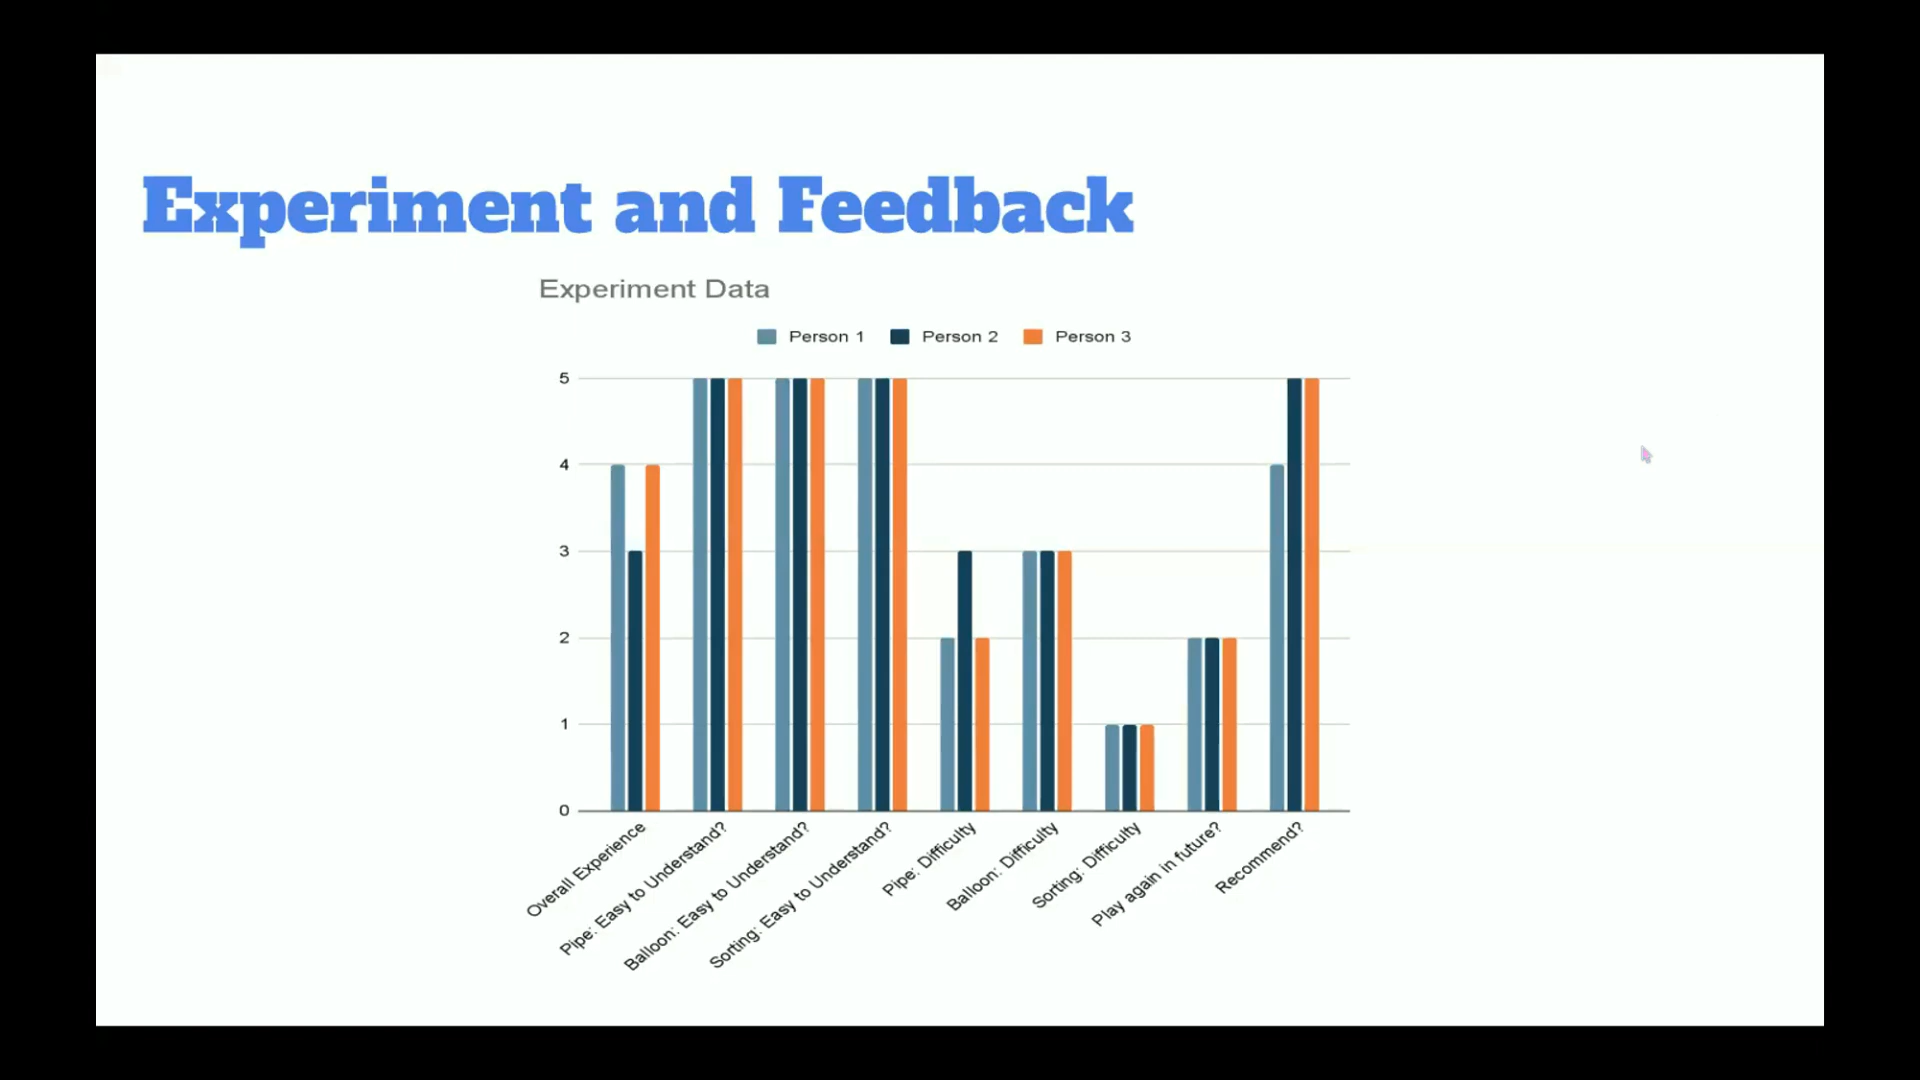 Experiment and Feedback
Experiment Data
Person 1 Person 2 Person 3
5
4
3
2
1
0
Overall Experience
Pipe: Easy to Understand?
Balloon: Easy to Understand?
Sorting: Easy to Understand?
Pipe: Difficulty
Balloon: Difficulty
Sorting: Difficulty
Play again in future?
Recommend?